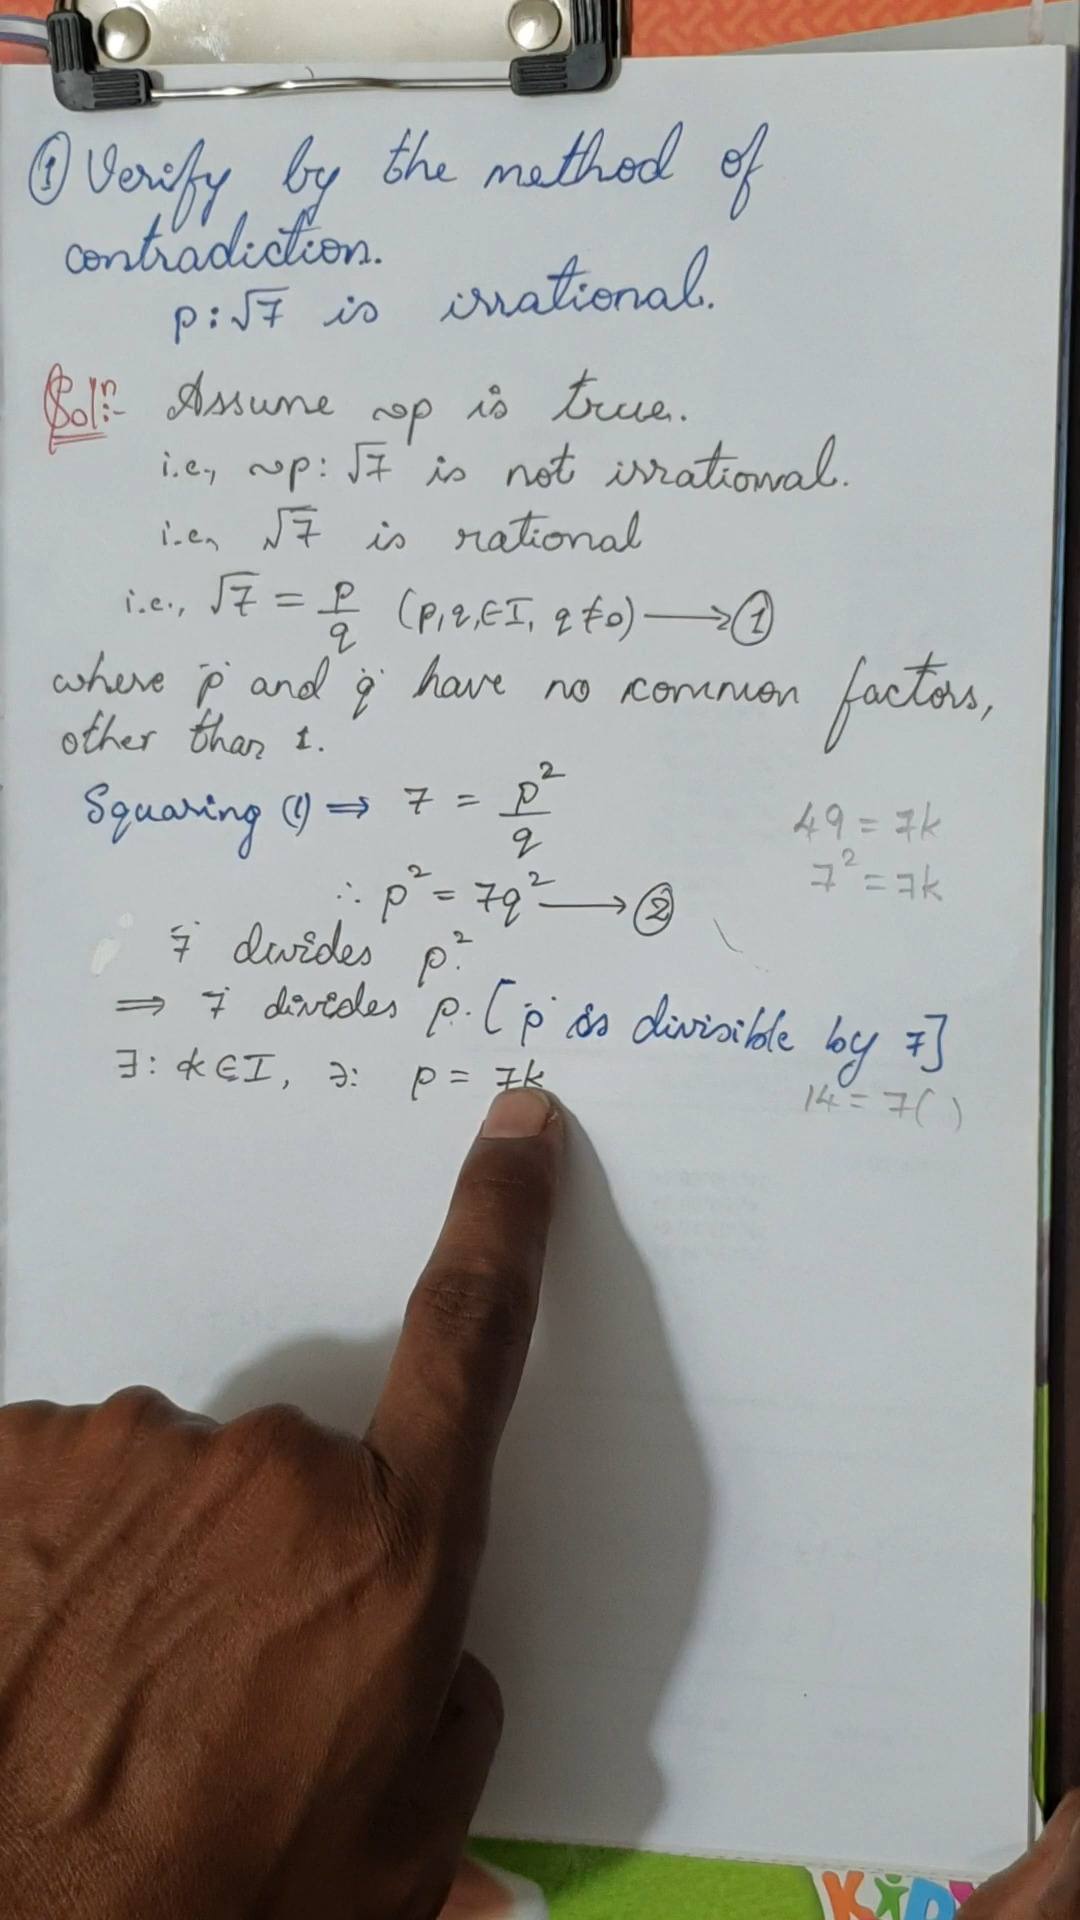 ① Verify by the method of
contradiction.
p: √7 is irrational.
Solⁿ:- Assume ~p is true.
i.e., ~p: √7 is not irrational.
i.e., √7 is rational
i.e., √7 = p/q (p, q, ∈ I, q ≠ 0) ⟶ ①
where 'p' and 'q' have no common factors,
other than 1.
Squaring (1) ⇒ 7 = p²/q
49 = 7k
7² = 7k
∴ p² = 7q² ⟶ ②
7 divides p².
⇒ 7 divides p. ['p' is divisible by 7]
∃: k ∈ I, ∋: p = 7k
14 = 7( )